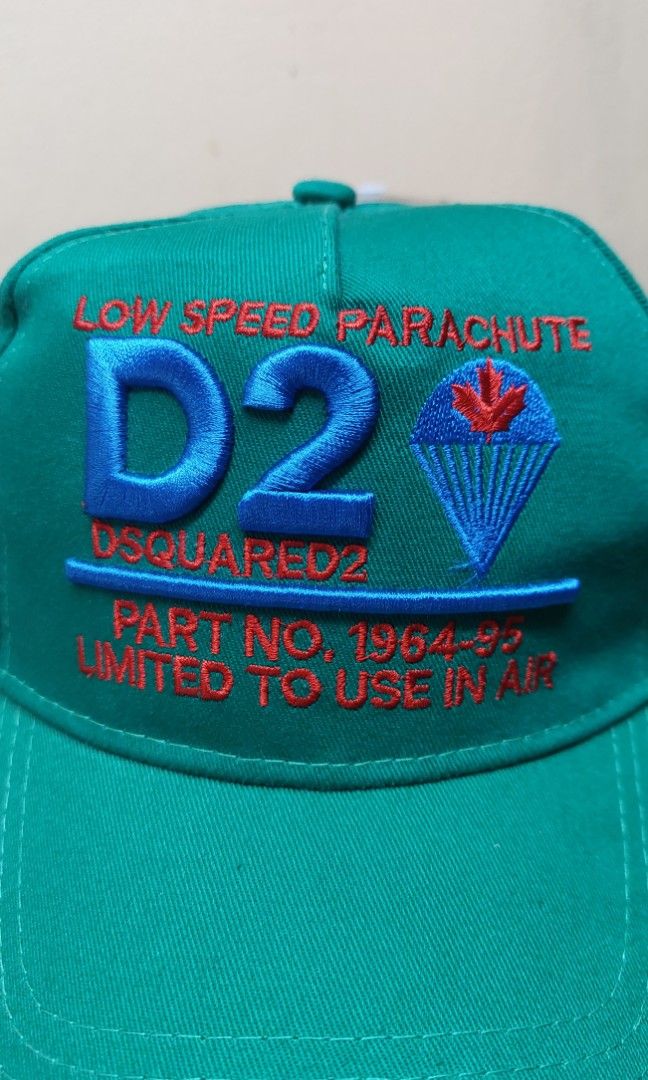 LOW SPEED PARACHUTE
D2
DSQUARED2
PART NO. 1964-95
LIMITED TO USE IN AIR